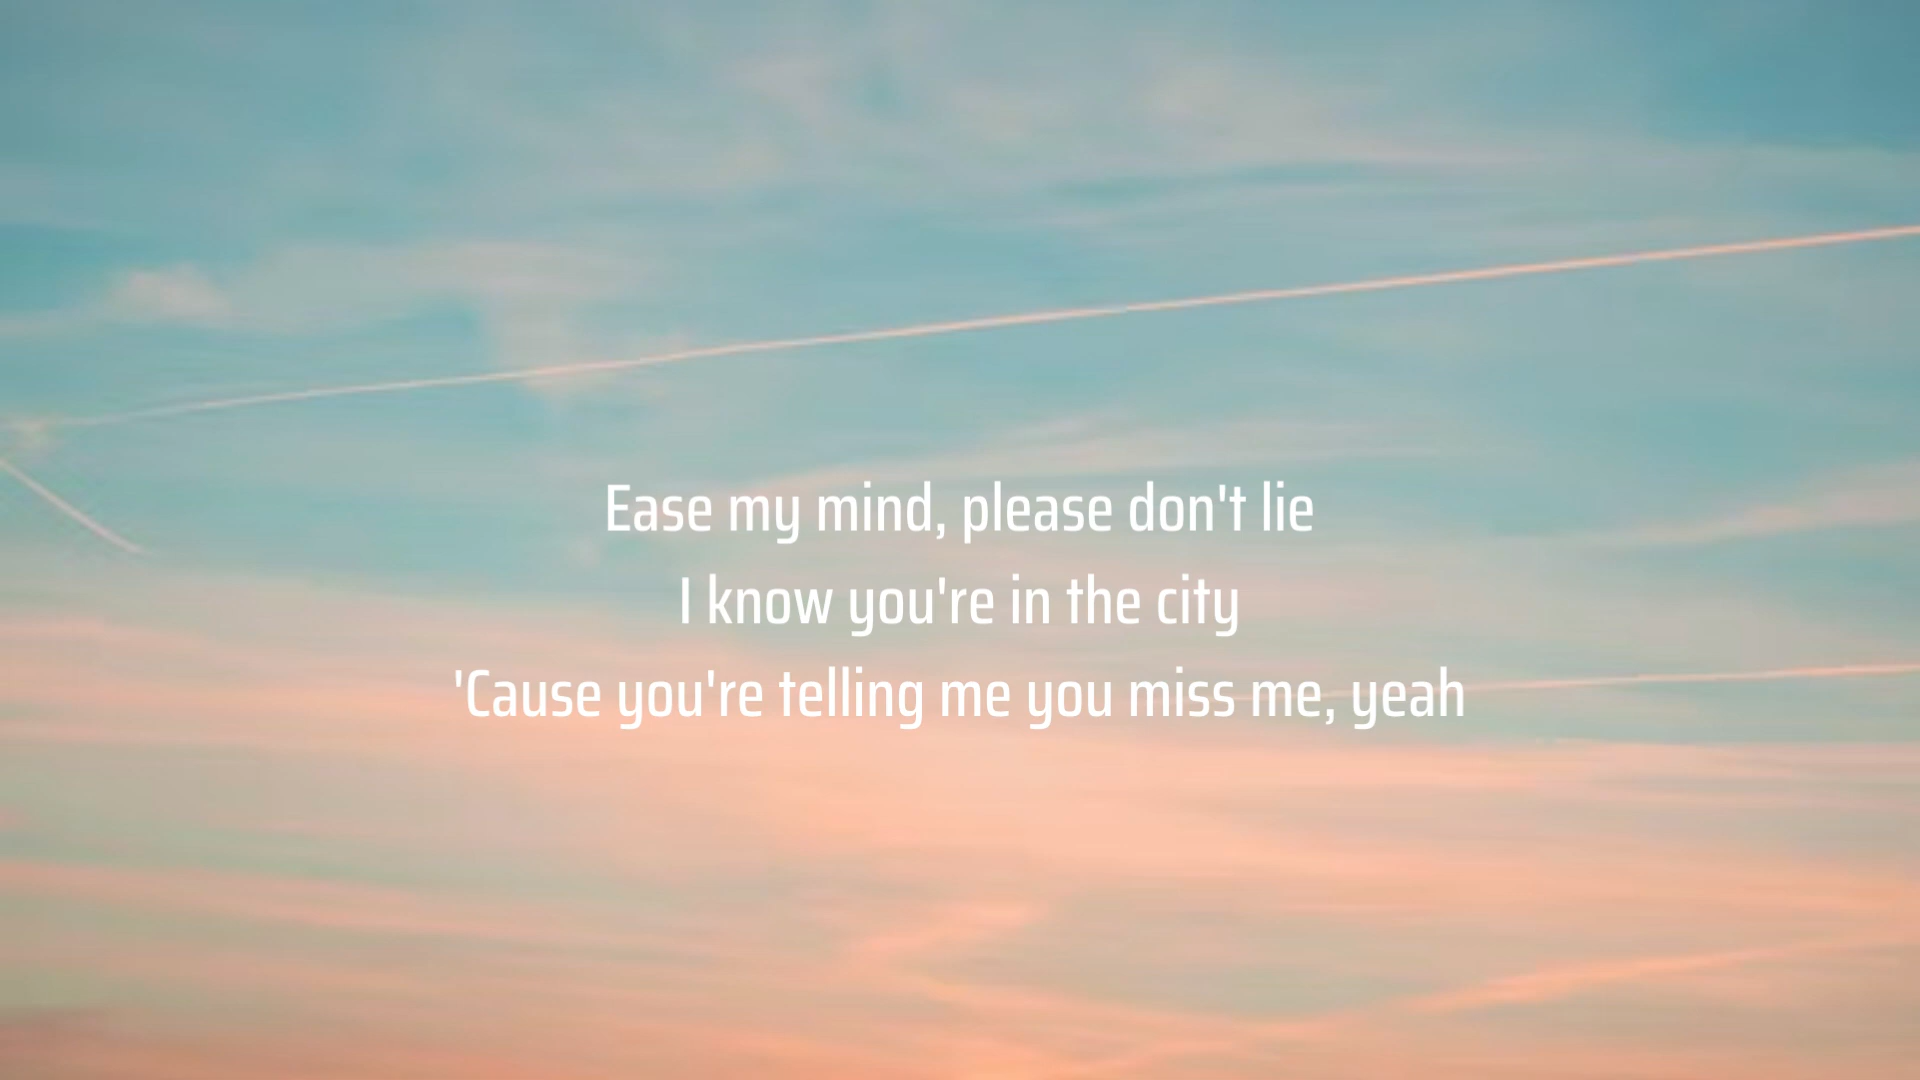 Ease my mind, please don't lie
I know you're in the city
'Cause you're telling me you miss me, yeah